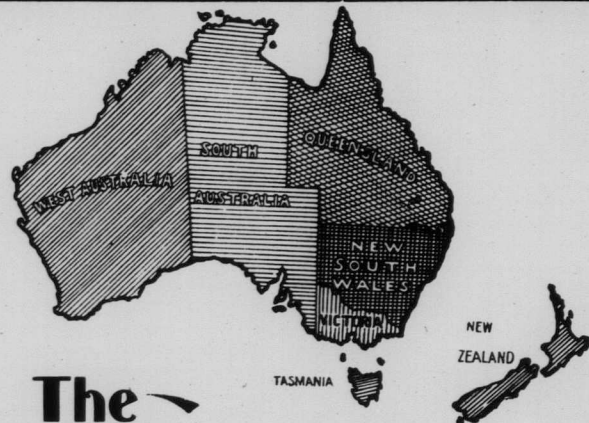 WEST AUSTRALIA
SOUTH
AUSTRALIA
QUEENSLAND
NEW
SOUTH
WALES
VICTORIA
TASMANIA
NEW
ZEALAND
The